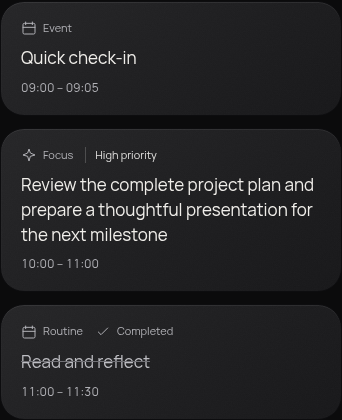 Event
Quick check-in
09:00 – 09:05
Focus | High priority
Review the complete project plan and
prepare a thoughtful presentation for
the next milestone
10:00 – 11:00
Routine ✓ Completed
Read and reflect
11:00 – 11:30